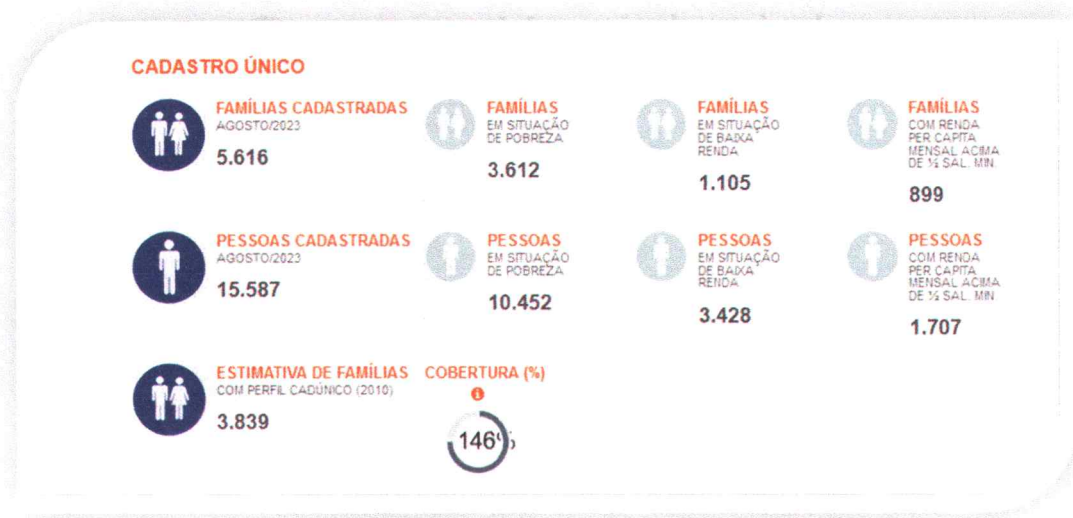 CADASTRO ÚNICO
FAMÍLIAS CADASTRADAS
AGOSTO/2023
5.616
FAMÍLIAS
EM SITUAÇÃO
DE POBREZA
3.612
FAMÍLIAS
EM SITUAÇÃO
DE BAIXA
RENDA
1.105
FAMÍLIAS
COM RENDA
PER CAPITA
MENSAL ACIMA
DE ½ SAL. MIN.
899
PESSOAS CADASTRADAS
AGOSTO/2023
15.587
PESSOAS
EM SITUAÇÃO
DE POBREZA
10.452
PESSOAS
EM SITUAÇÃO
DE BAIXA
RENDA
3.428
PESSOAS
COM RENDA
PER CAPITA
MENSAL ACIMA
DE ½ SAL. MIN
1.707
ESTIMATIVA DE FAMÍLIAS
COM PERFIL CADÚNICO (2010)
3.839
COBERTURA (%)
i
146%